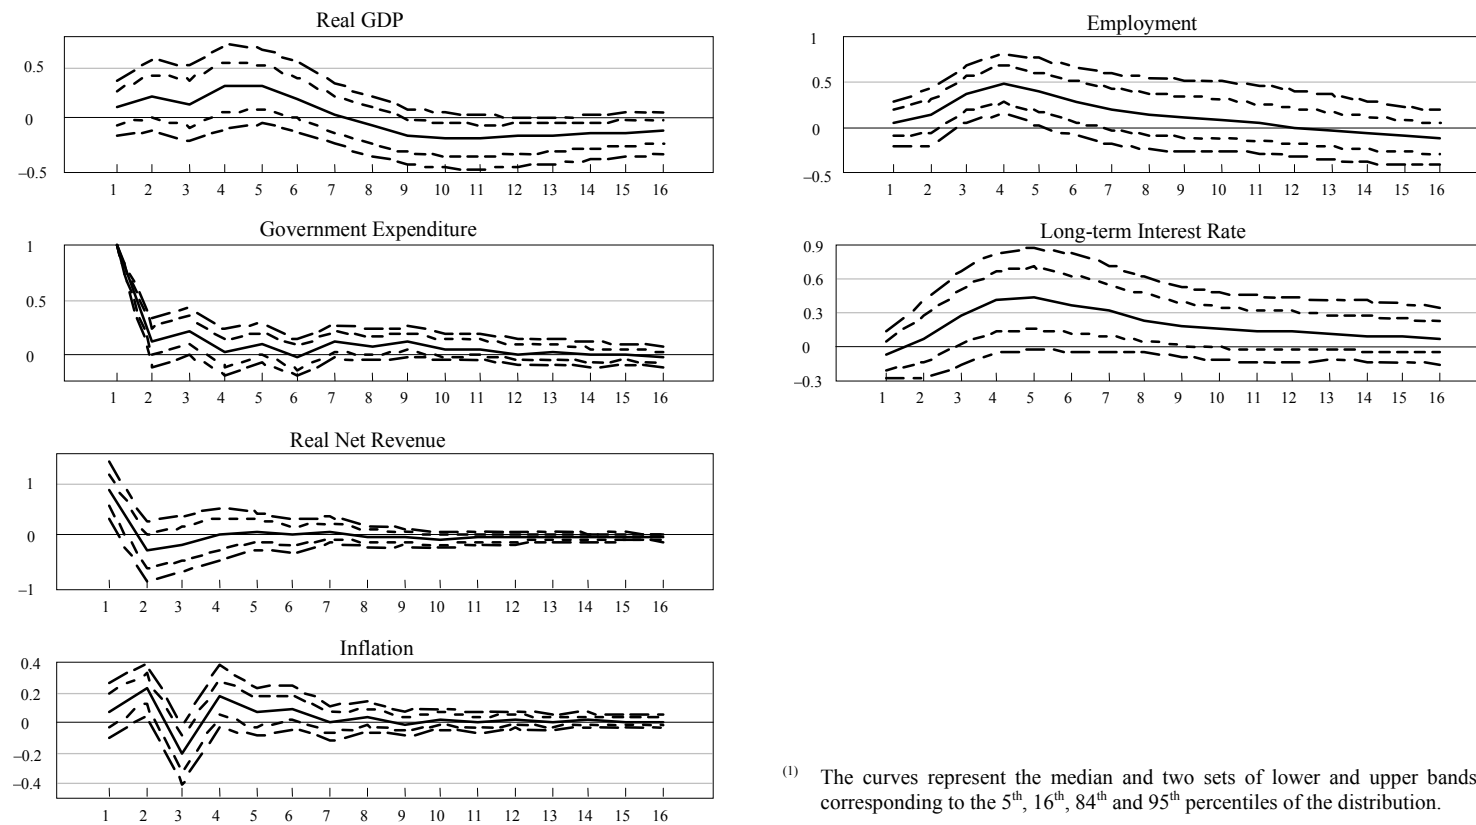 Real GDP
0.5
0
–0.5
1 2 3 4 5 6 7 8 9 10 11 12 13 14 15 16
Employment
1
0.5
0
–0.5
1 2 3 4 5 6 7 8 9 10 11 12 13 14 15 16
Government Expenditure
1
0.5
0
1 2 3 4 5 6 7 8 9 10 11 12 13 14 15 16
Long-term Interest Rate
0.9
0.6
0.3
0
–0.3
1 2 3 4 5 6 7 8 9 10 11 12 13 14 15 16
Real Net Revenue
1
0
–1
1 2 3 4 5 6 7 8 9 10 11 12 13 14 15 16
Inflation
0.4
0.2
0
–0.2
–0.4
1 2 3 4 5 6 7 8 9 10 11 12 13 14 15 16
(1) The curves represent the median and two sets of lower and upper bands
corresponding to the 5th, 16th, 84th and 95th percentiles of the distribution.